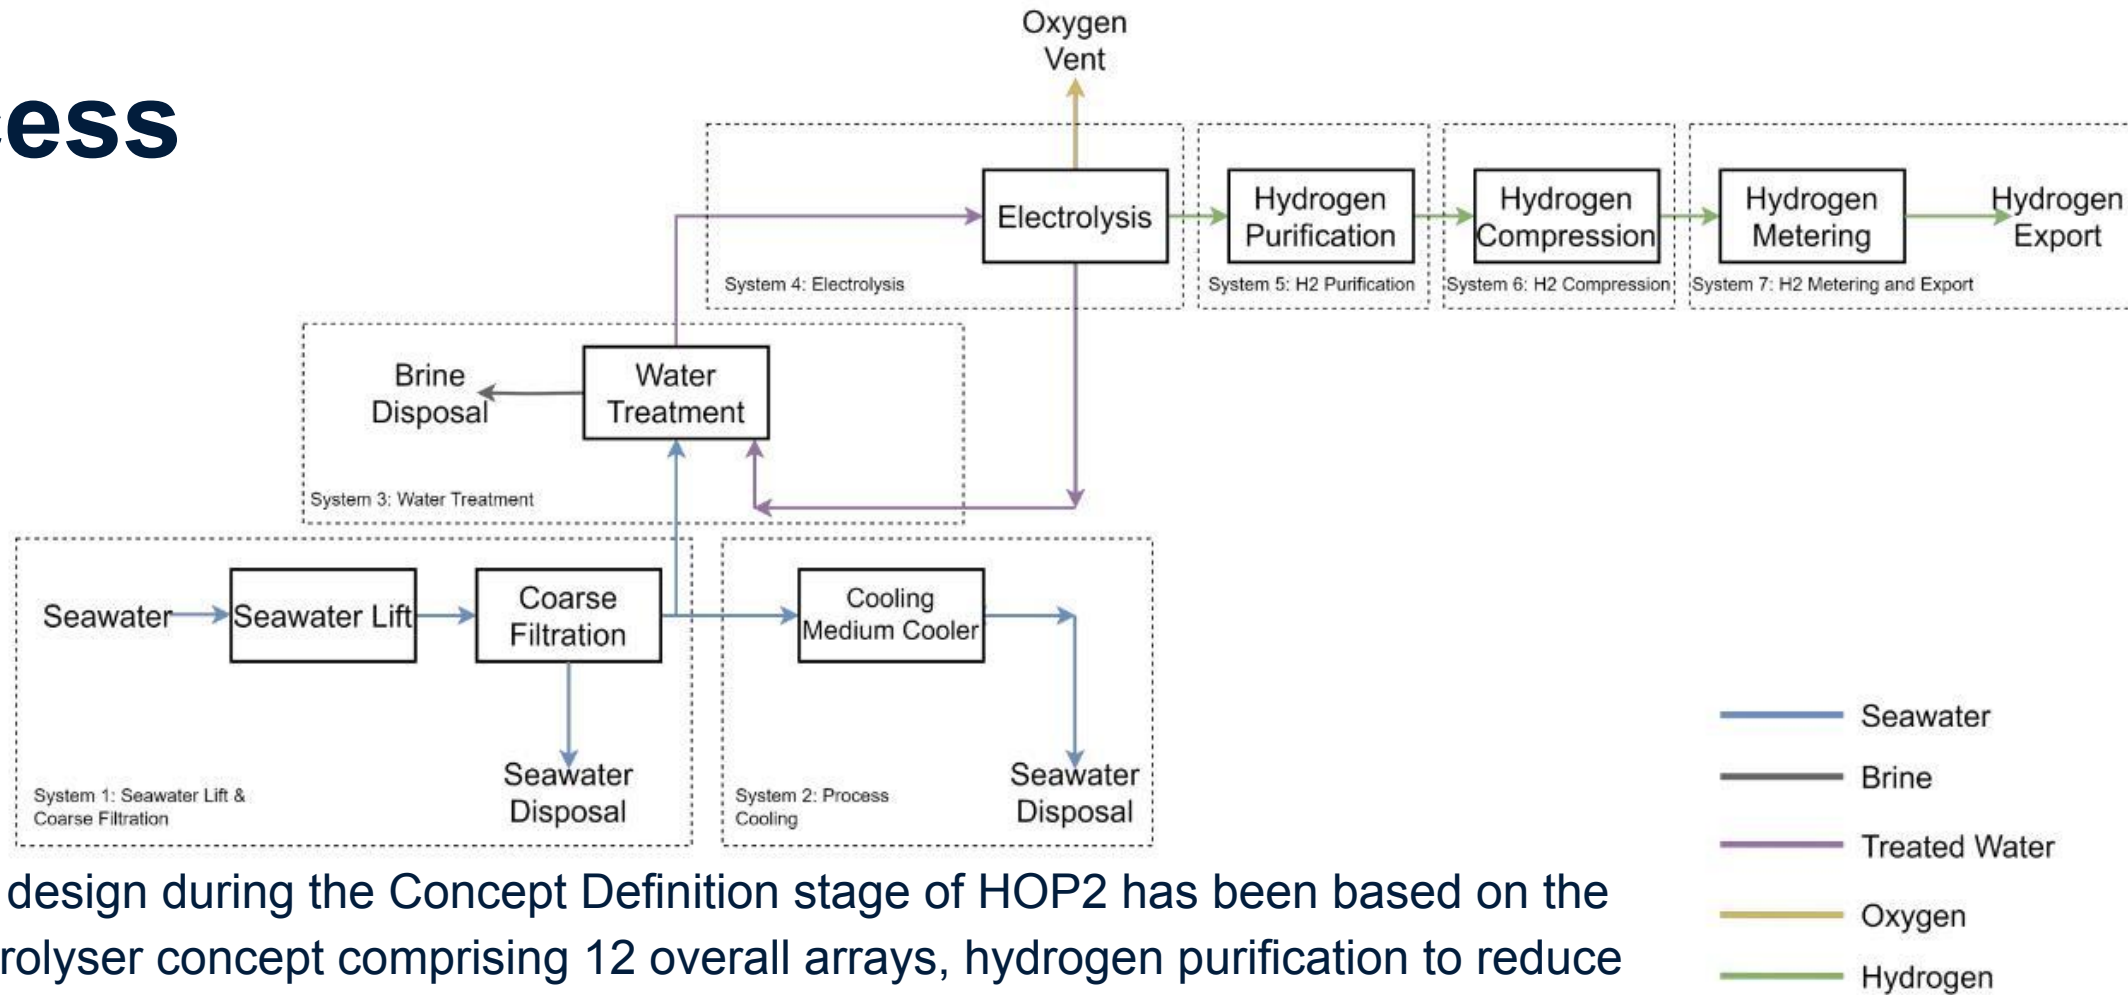 cess
Oxygen
Vent
Electrolysis
System 4: Electrolysis
Hydrogen
Purification
System 5: H2 Purification
Hydrogen
Compression
System 6: H2 Compression
Hydrogen
Metering
System 7: H2 Metering and Export
Hydrogen
Export
Brine
Disposal
Water
Treatment
System 3: Water Treatment
Seawater
Seawater Lift
Coarse
Filtration
Seawater
Disposal
System 1: Seawater Lift &
Coarse Filtration
Cooling
Medium Cooler
Seawater
Disposal
System 2: Process
Cooling
Seawater
Brine
Treated Water
Oxygen
Hydrogen
design during the Concept Definition stage of HOP2 has been based on the
rolyser concept comprising 12 overall arrays, hydrogen purification to reduce